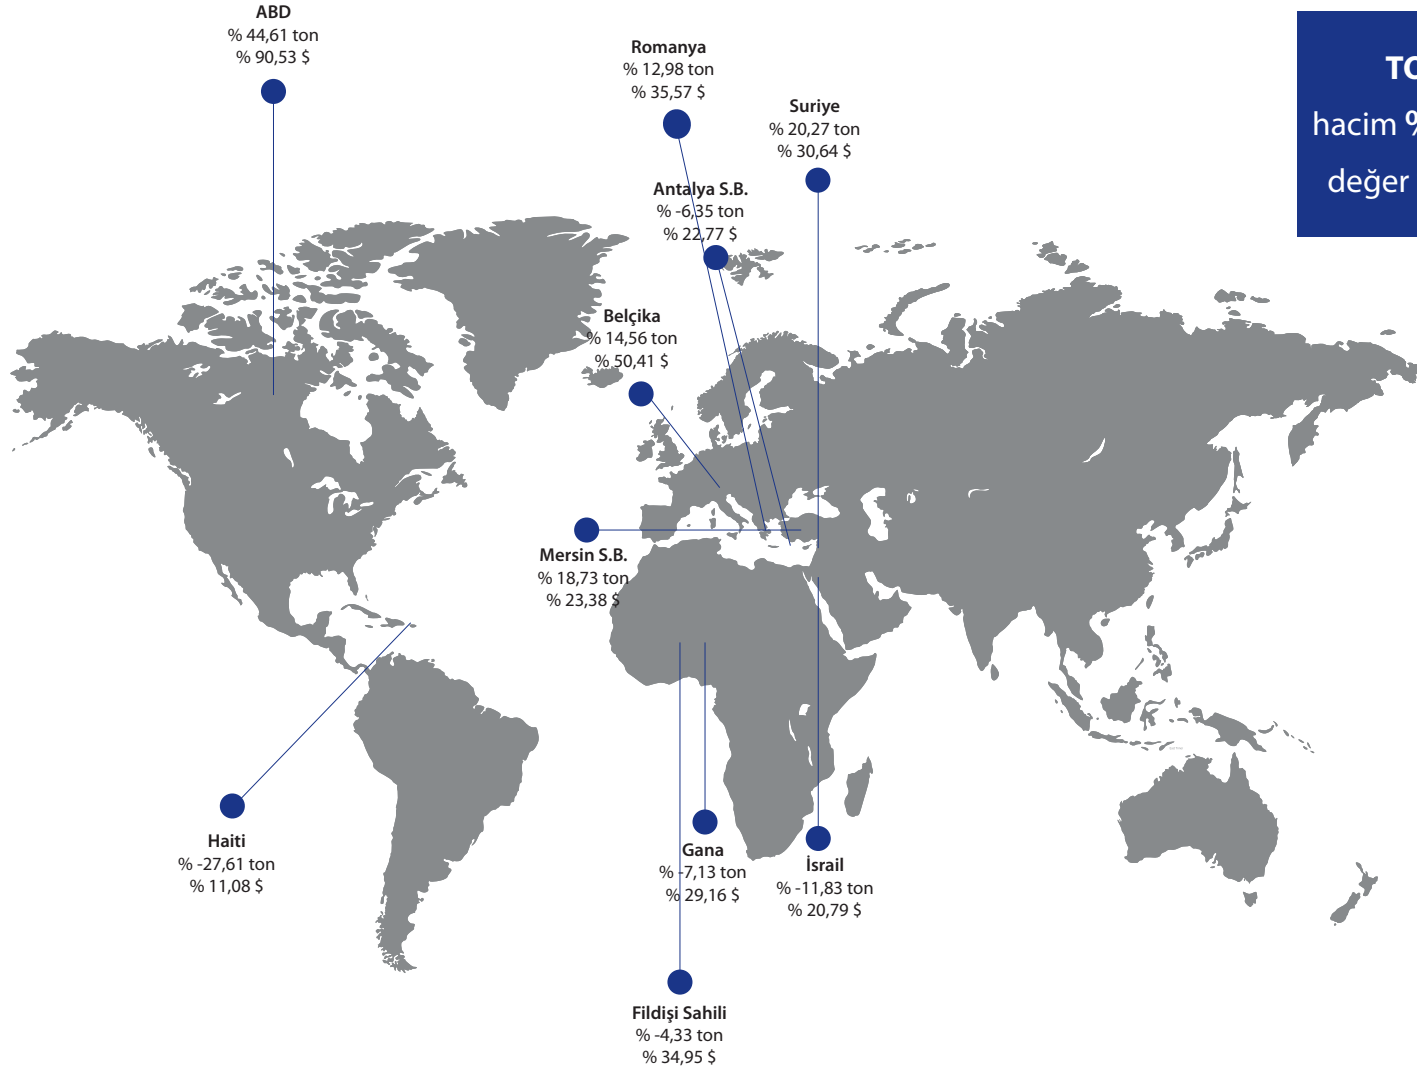 ABD
% 44,61 ton
% 90,53 $
Romanya
% 12,98 ton
% 35,57 $
Suriye
% 20,27 ton
% 30,64 $
Antalya S.B.
% -6,35 ton
% 22,77 $
Belçika
% 14,56 ton
% 50,41 $
Mersin S.B.
% 18,73 ton
% 23,38 $
Haiti
% -27,61 ton
% 11,08 $
Gana
% -7,13 ton
% 29,16 $
İsrail
% -11,83 ton
% 20,79 $
Fildişi Sahili
% -4,33 ton
% 34,95 $
hacim %
değer